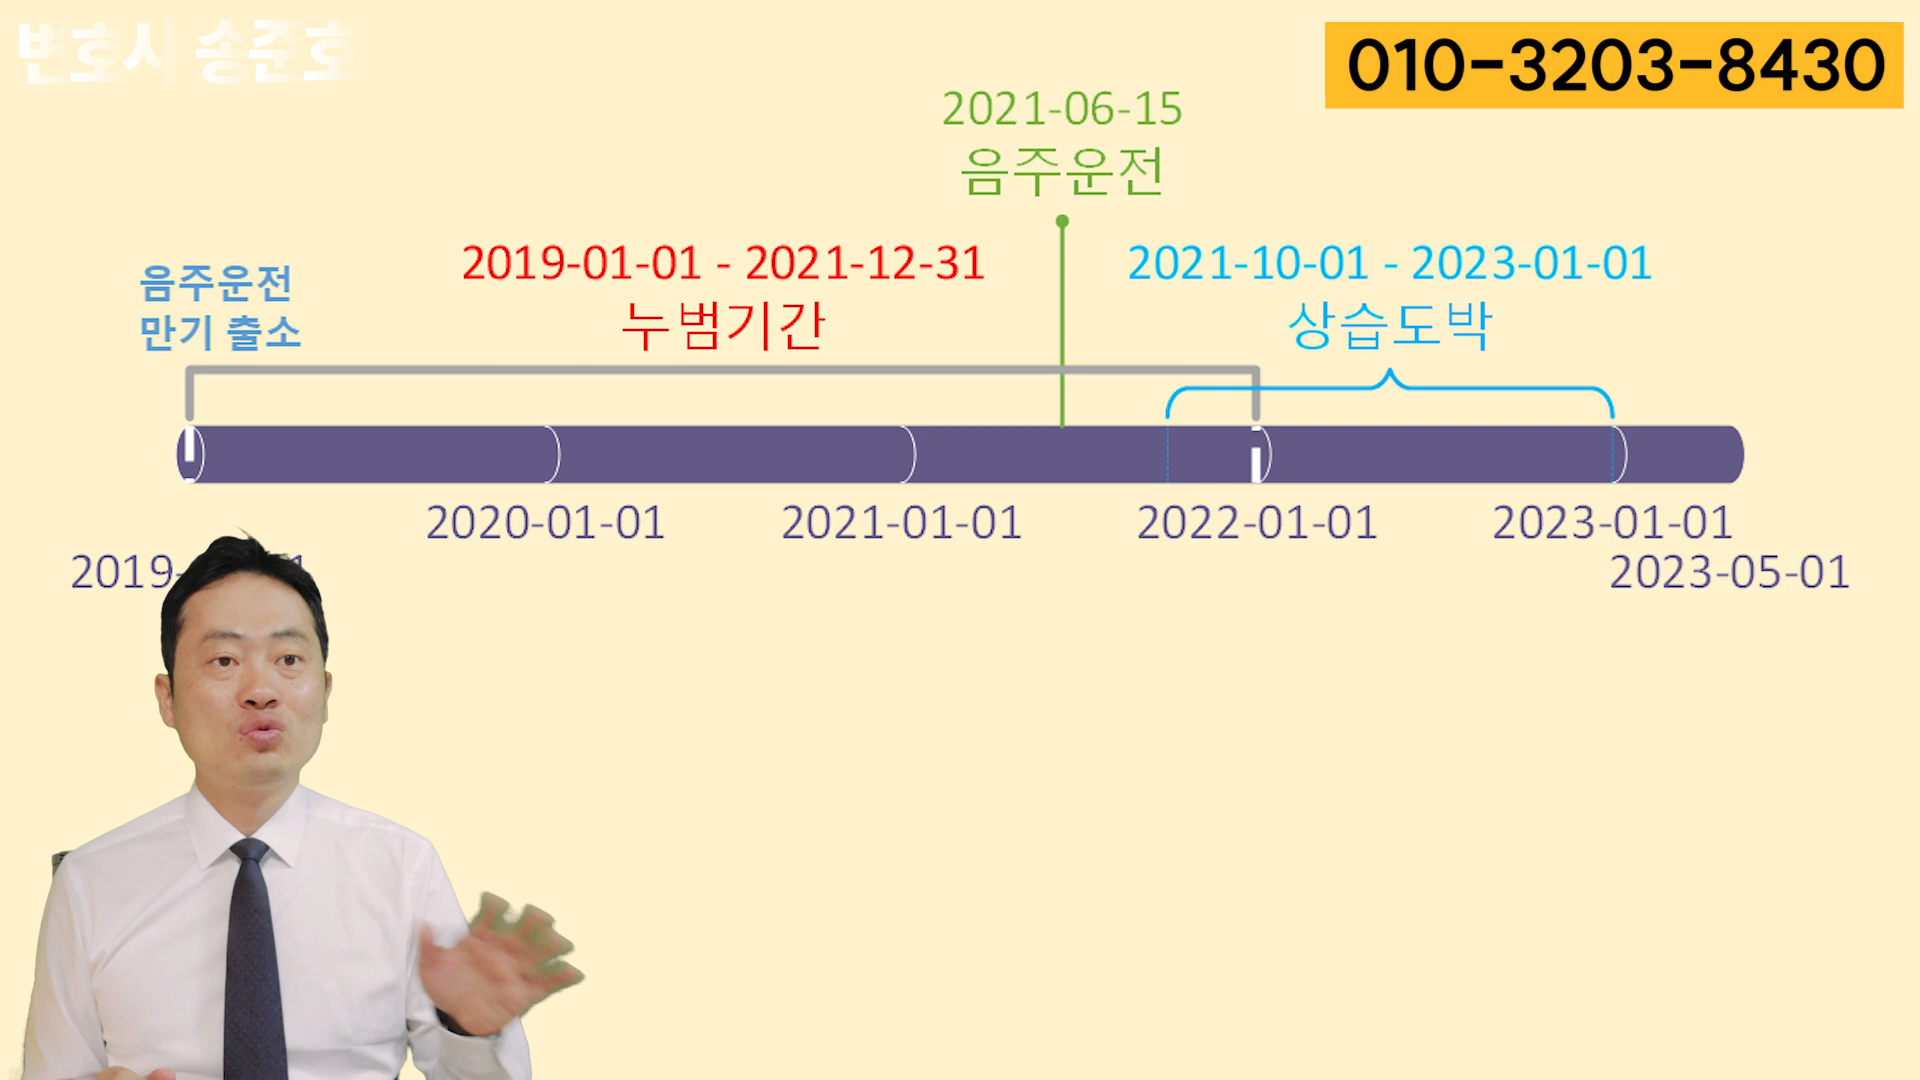 변호사 송준호
010-3203-8430
2021-06-15
음주운전
2019-01-01 - 2021-12-31
누범기간
2021-10-01 - 2023-01-01
상습도박
음주운전
만기 출소
2020-01-01
2021-01-01
2022-01-01
2023-01-01
2019-
2023-05-01